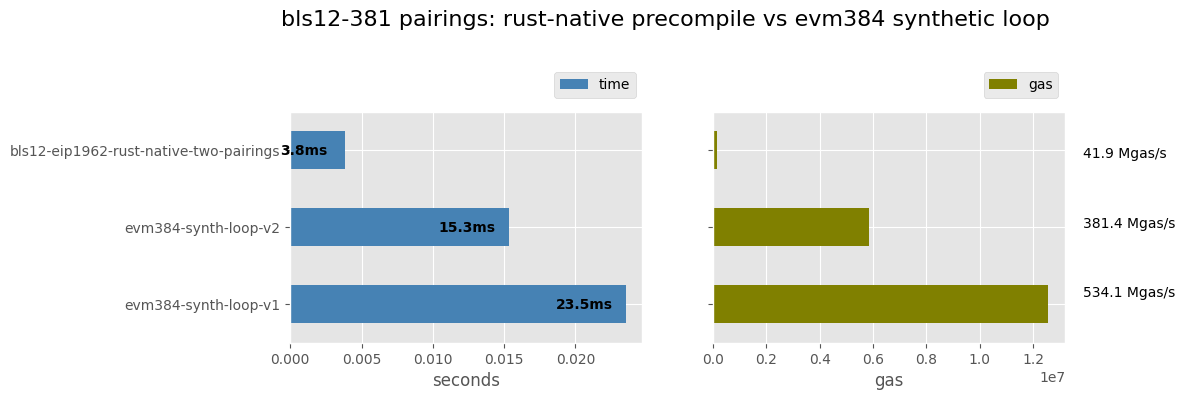 bls12-381 pairings: rust-native precompile vs evm384 synthetic loop
time
gas
bls12-eip1962-rust-native-two-pairings
3.8ms
41.9 Mgas/s
evm384-synth-loop-v2
15.3ms
381.4 Mgas/s
evm384-synth-loop-v1
23.5ms
534.1 Mgas/s
0.000 0.005 0.010 0.015 0.020
0.0 0.2 0.4 0.6 0.8 1.0 1.2
1e7
seconds
gas